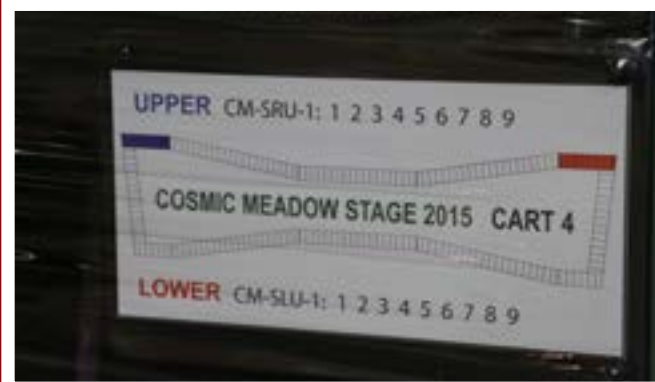 UPPER CM-SRU-1: 1 2 3 4 5 6 7 8 9
COSMIC MEADOW STAGE 2015 CART 4
LOWER CM-SLU-1: 1 2 3 4 5 6 7 8 9